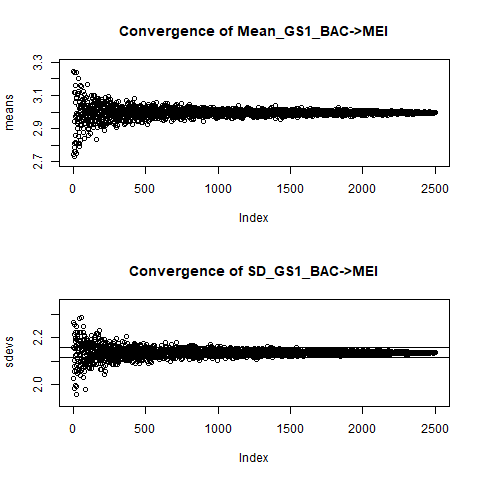 Convergence of Mean_GS1_BAC->MEI
means
3.3
3.1
2.9
2.7
0 500 1000 1500 2000 2500
Index
Convergence of SD_GS1_BAC->MEI
sdevs
2.2
2.0
0 500 1000 1500 2000 2500
Index